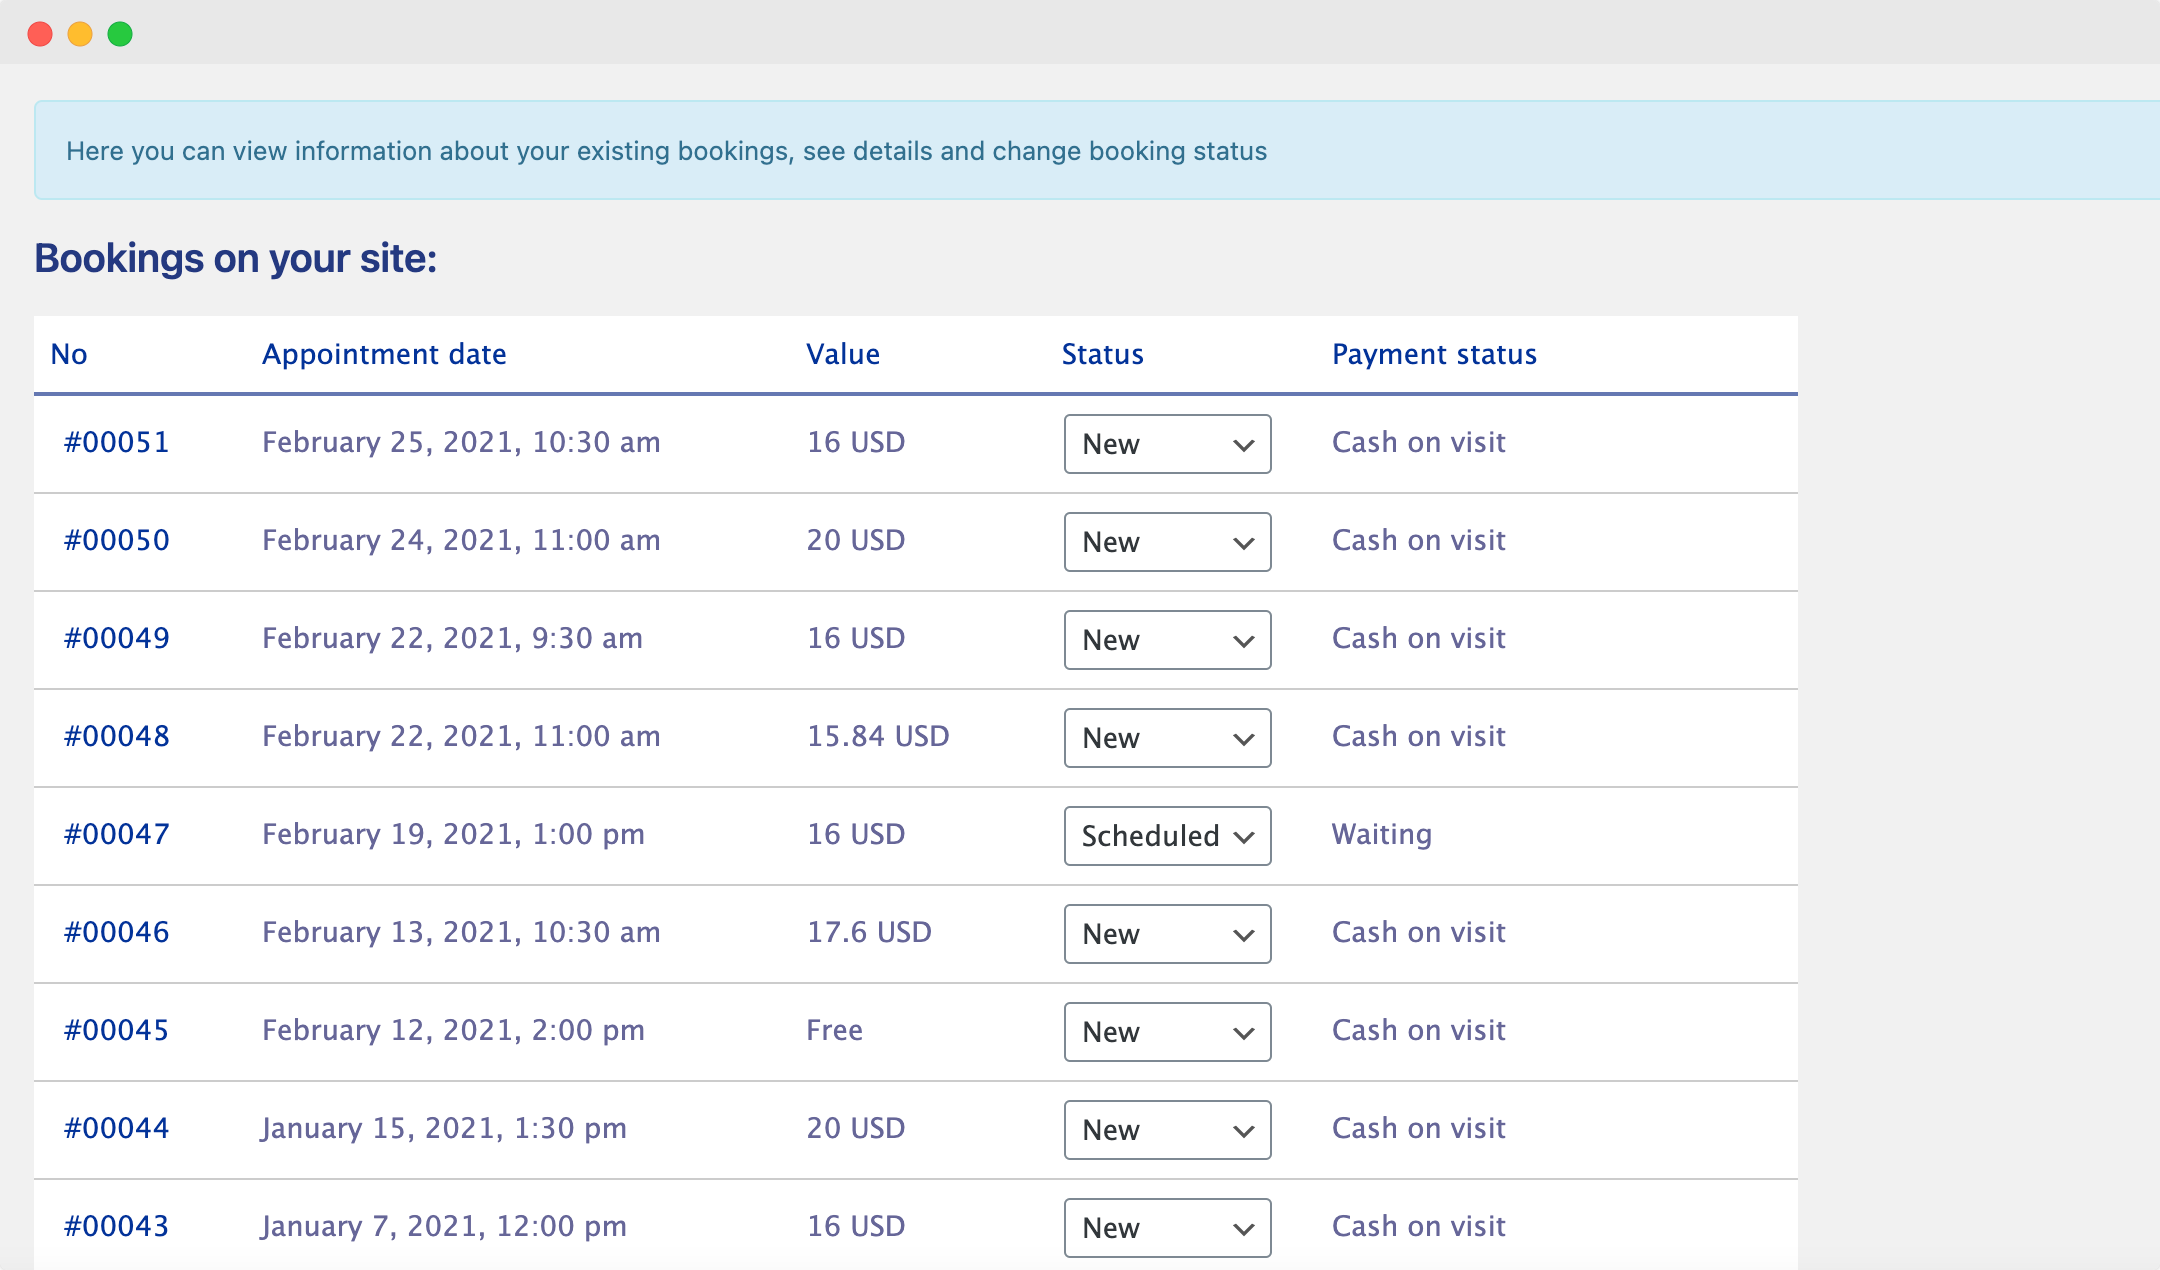 Here you can view information about your existing bookings, see details and change booking status
Bookings on your site:
No Appointment date Value Status Payment status
#00051 February 25, 2021, 10:30 am 16 USD New Cash on visit
#00050 February 24, 2021, 11:00 am 20 USD New Cash on visit
#00049 February 22, 2021, 9:30 am 16 USD New Cash on visit
#00048 February 22, 2021, 11:00 am 15.84 USD New Cash on visit
#00047 February 19, 2021, 1:00 pm 16 USD Scheduled Waiting
#00046 February 13, 2021, 10:30 am 17.6 USD New Cash on visit
#00045 February 12, 2021, 2:00 pm Free New Cash on visit
#00044 January 15, 2021, 1:30 pm 20 USD New Cash on visit
#00043 January 7, 2021, 12:00 pm 16 USD New Cash on visit